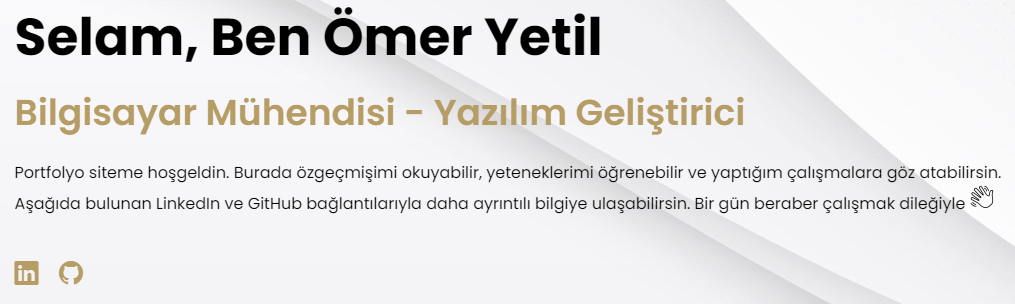 Selam, Ben Ömer Yetil
Bilgisayar Mühendisi - Yazılım Geliştirici
Portfolyo siteme hoşgeldin. Burada özgeçmişimi okuyabilir, yeteneklerimi öğrenebilir ve yaptığım çalışmalara göz atabilirsin.
Aşağıda bulunan LinkedIn ve GitHub bağlantılarıyla daha ayrıntılı bilgiye ulaşabilirsin. Bir gün beraber çalışmak dileğiyle
in